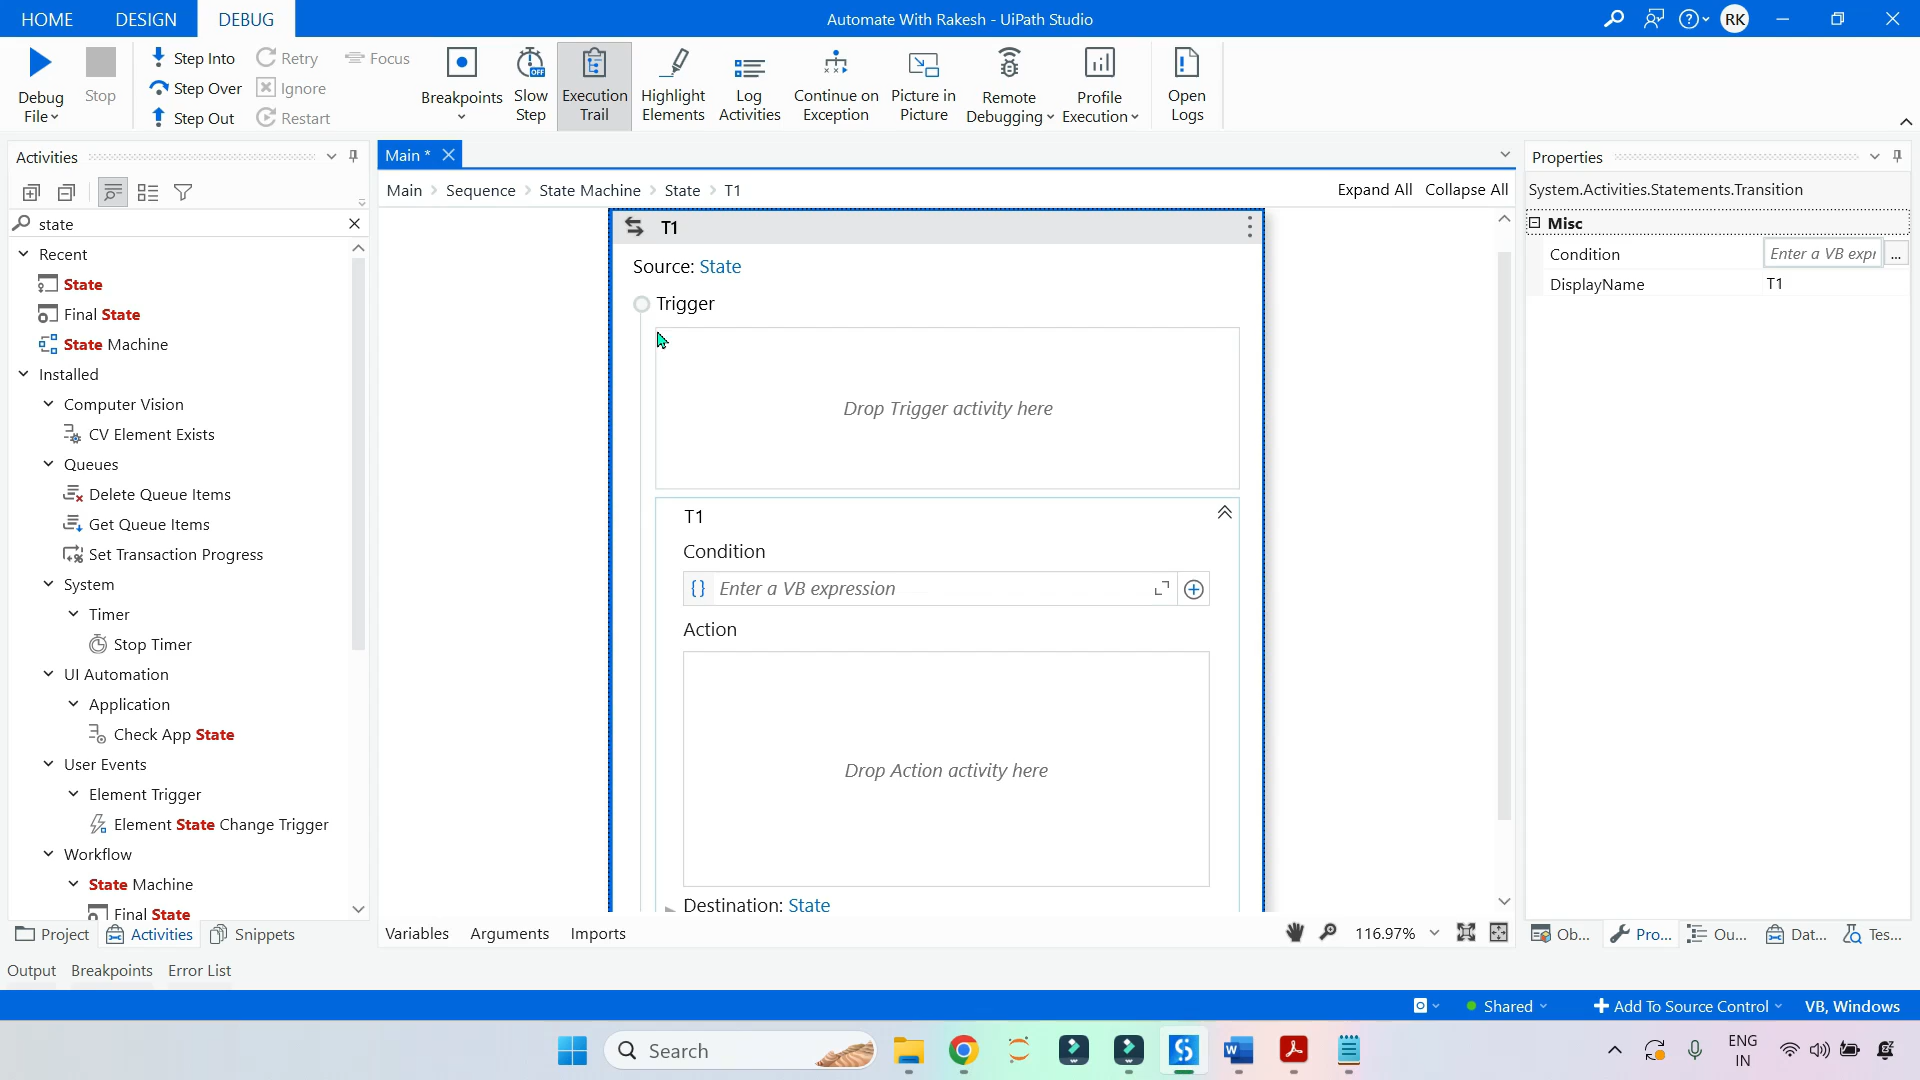 HOME DESIGN DEBUG Automate With Rakesh - UiPath Studio RK
Debug File Stop
Step Into Retry Focus
Step Over Ignore
Step Out Restart
Breakpoints
Slow Step
OFF
Execution Trail
Highlight Elements
Log Activities
Continue on Exception
Picture in Picture
Remote Debugging
Profile Execution
Open Logs
Activities
state
Recent
State
Final State
State Machine
Installed
Computer Vision
CV Element Exists
Queues
Delete Queue Items
Get Queue Items
Set Transaction Progress
System
Timer
Stop Timer
UI Automation
Application
Check App State
User Events
Element Trigger
Element State Change Trigger
Workflow
State Machine
Final State
Project Activities Snippets
Main *
Main Sequence State Machine State T1 Expand All Collapse All
T1
Source: State
Trigger
Drop Trigger activity here
T1
Condition
{} Enter a VB expression
Action
Drop Action activity here
Destination: State
Variables Arguments Imports 116.97%
Properties
System.Activities.Statements.Transition
Misc
Condition Enter a VB expr ...
DisplayName T1
Ob... Pro... Ou... Dat... Tes...
Output Breakpoints Error List
Shared Add To Source Control VB, Windows
Search
ENG
IN